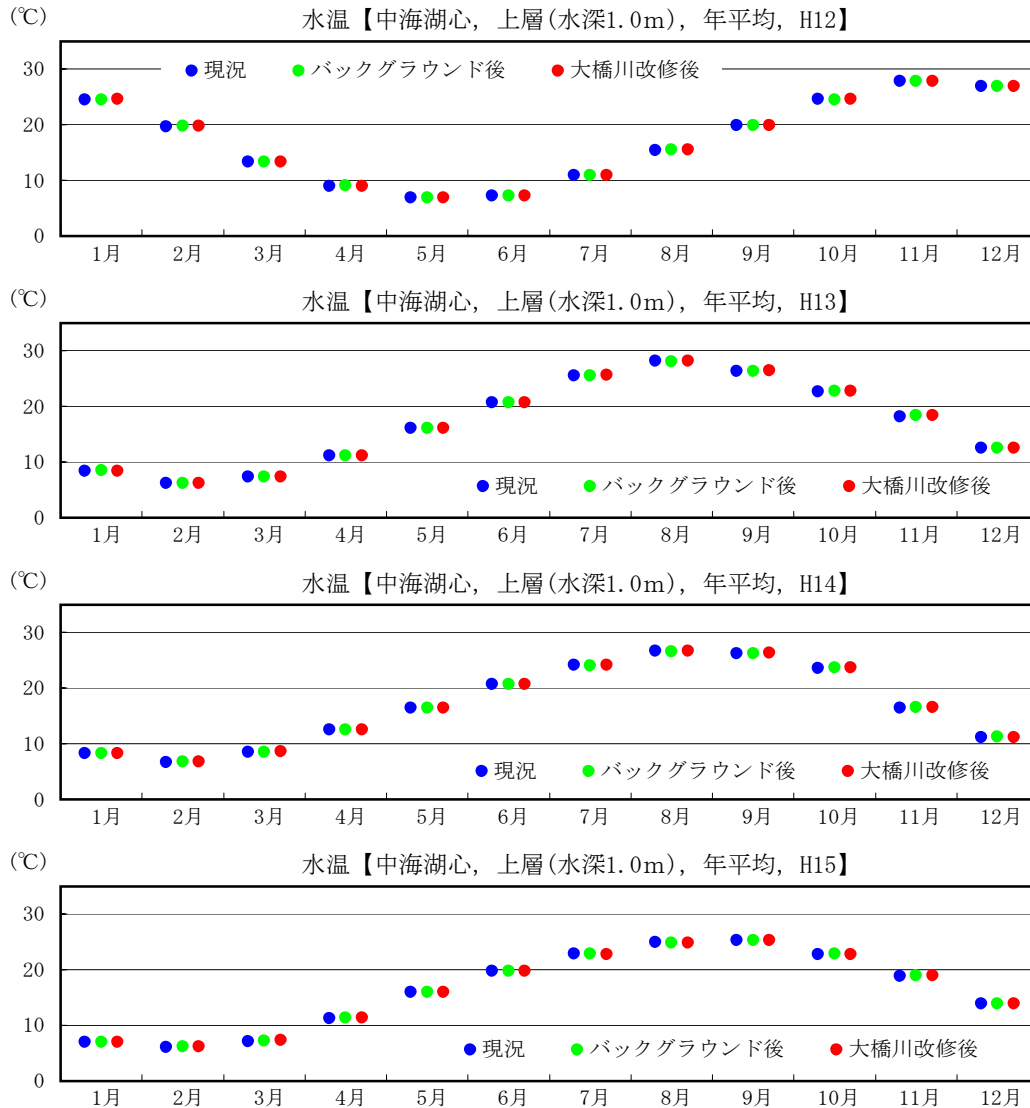 (℃) 水温【中海湖心, 上層(水深1.0m), 年平均, H12】
30
現況 バックグラウンド後 大橋川改修後
20
10
0
1月 2月 3月 4月 5月 6月 7月 8月 9月 10月 11月 12月
(℃) 水温【中海湖心, 上層(水深1.0m), 年平均, H13】
30
20
10
現況 バックグラウンド後 大橋川改修後
0
1月 2月 3月 4月 5月 6月 7月 8月 9月 10月 11月 12月
(℃) 水温【中海湖心, 上層(水深1.0m), 年平均, H14】
30
20
10
現況 バックグラウンド後 大橋川改修後
0
1月 2月 3月 4月 5月 6月 7月 8月 9月 10月 11月 12月
(℃) 水温【中海湖心, 上層(水深1.0m), 年平均, H15】
30
20
10
現況 バックグラウンド後 大橋川改修後
0
1月 2月 3月 4月 5月 6月 7月 8月 9月 10月 11月 12月